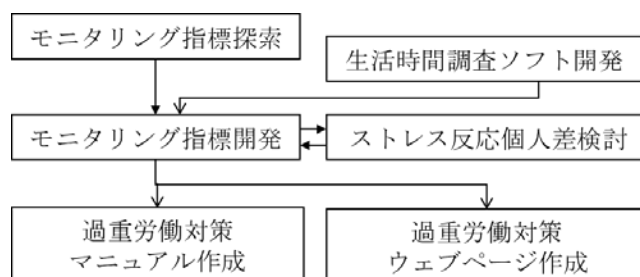 モニタリング指標探索
生活時間調査ソフト開発
モニタリング指標開発
ストレス反応個人差検討
過重労働対策
マニュアル作成
過重労働対策
ウェブページ作成